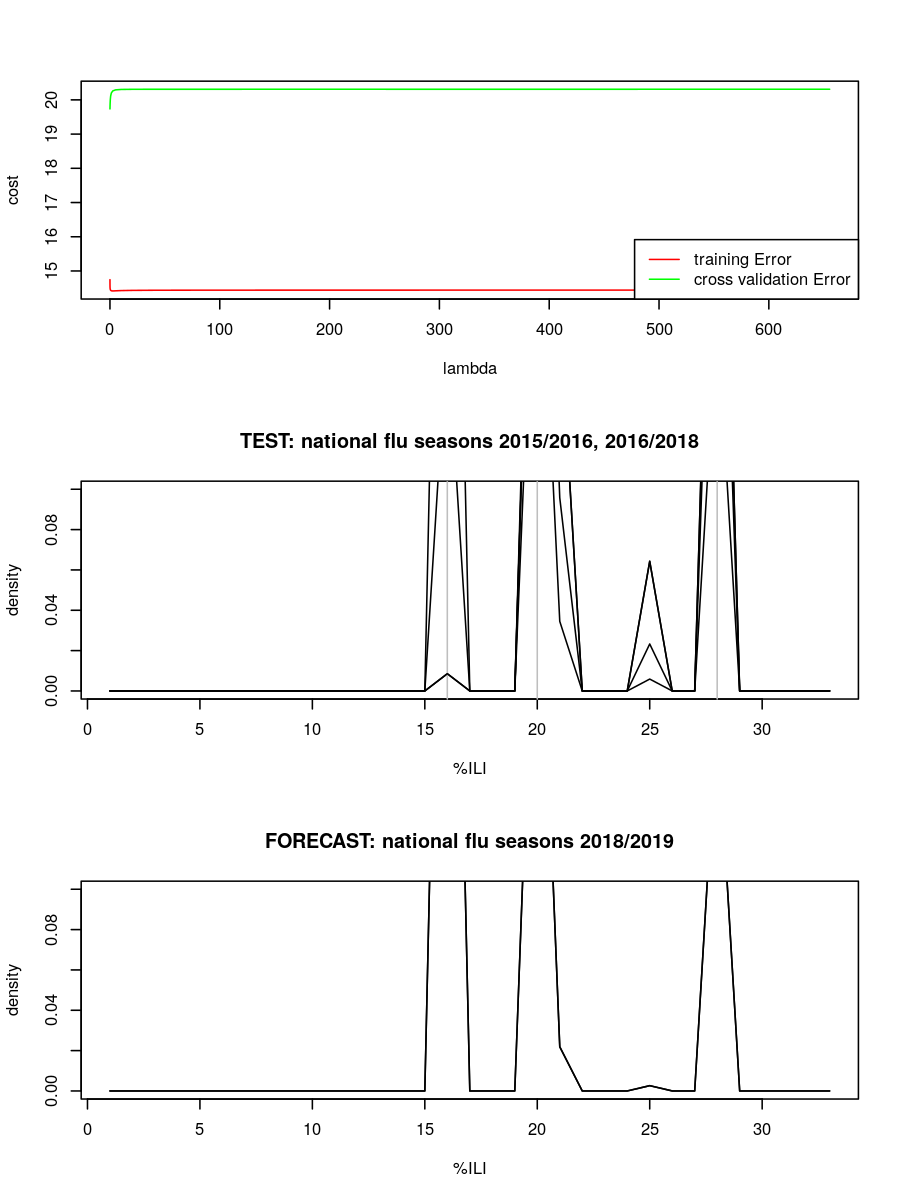 cost
20
19
18
17
16
15
training Error
cross validation Error
0 100 200 300 400 500 600
lambda
TEST: national flu seasons 2015/2016, 2016/2018
density
0.08
0.04
0.00
0 5 10 15 20 25 30
%ILI
FORECAST: national flu seasons 2018/2019
density
0.08
0.04
0.00
0 5 10 15 20 25 30
%ILI